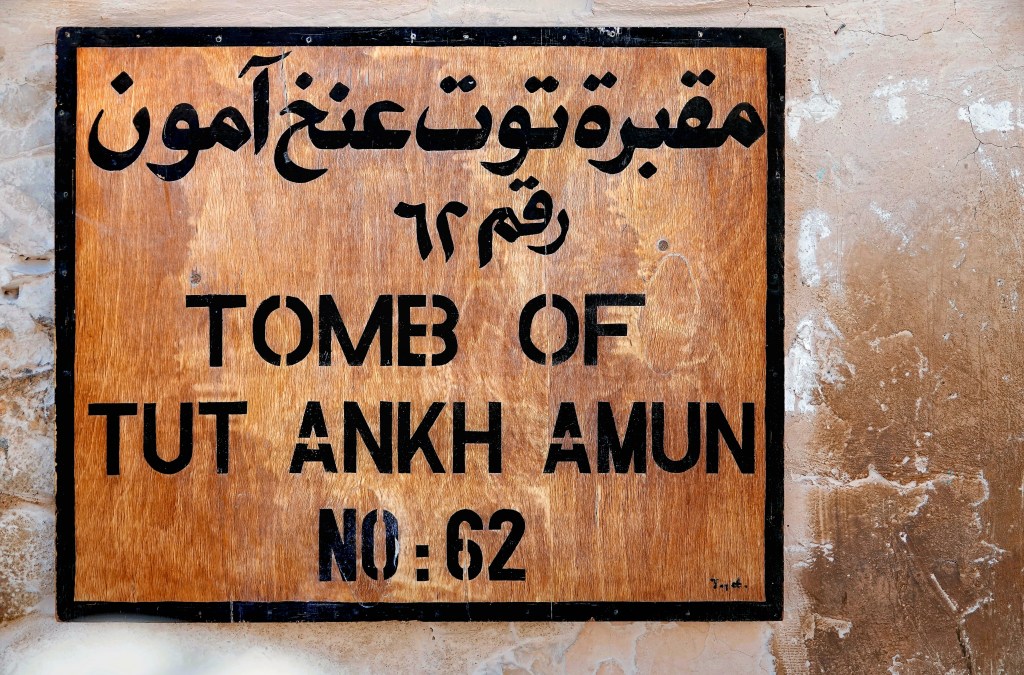 مقبرة توت عنخ آمون
رقم ٦٢
TOMB OF
TUT ANKH AMUN
NO: 62